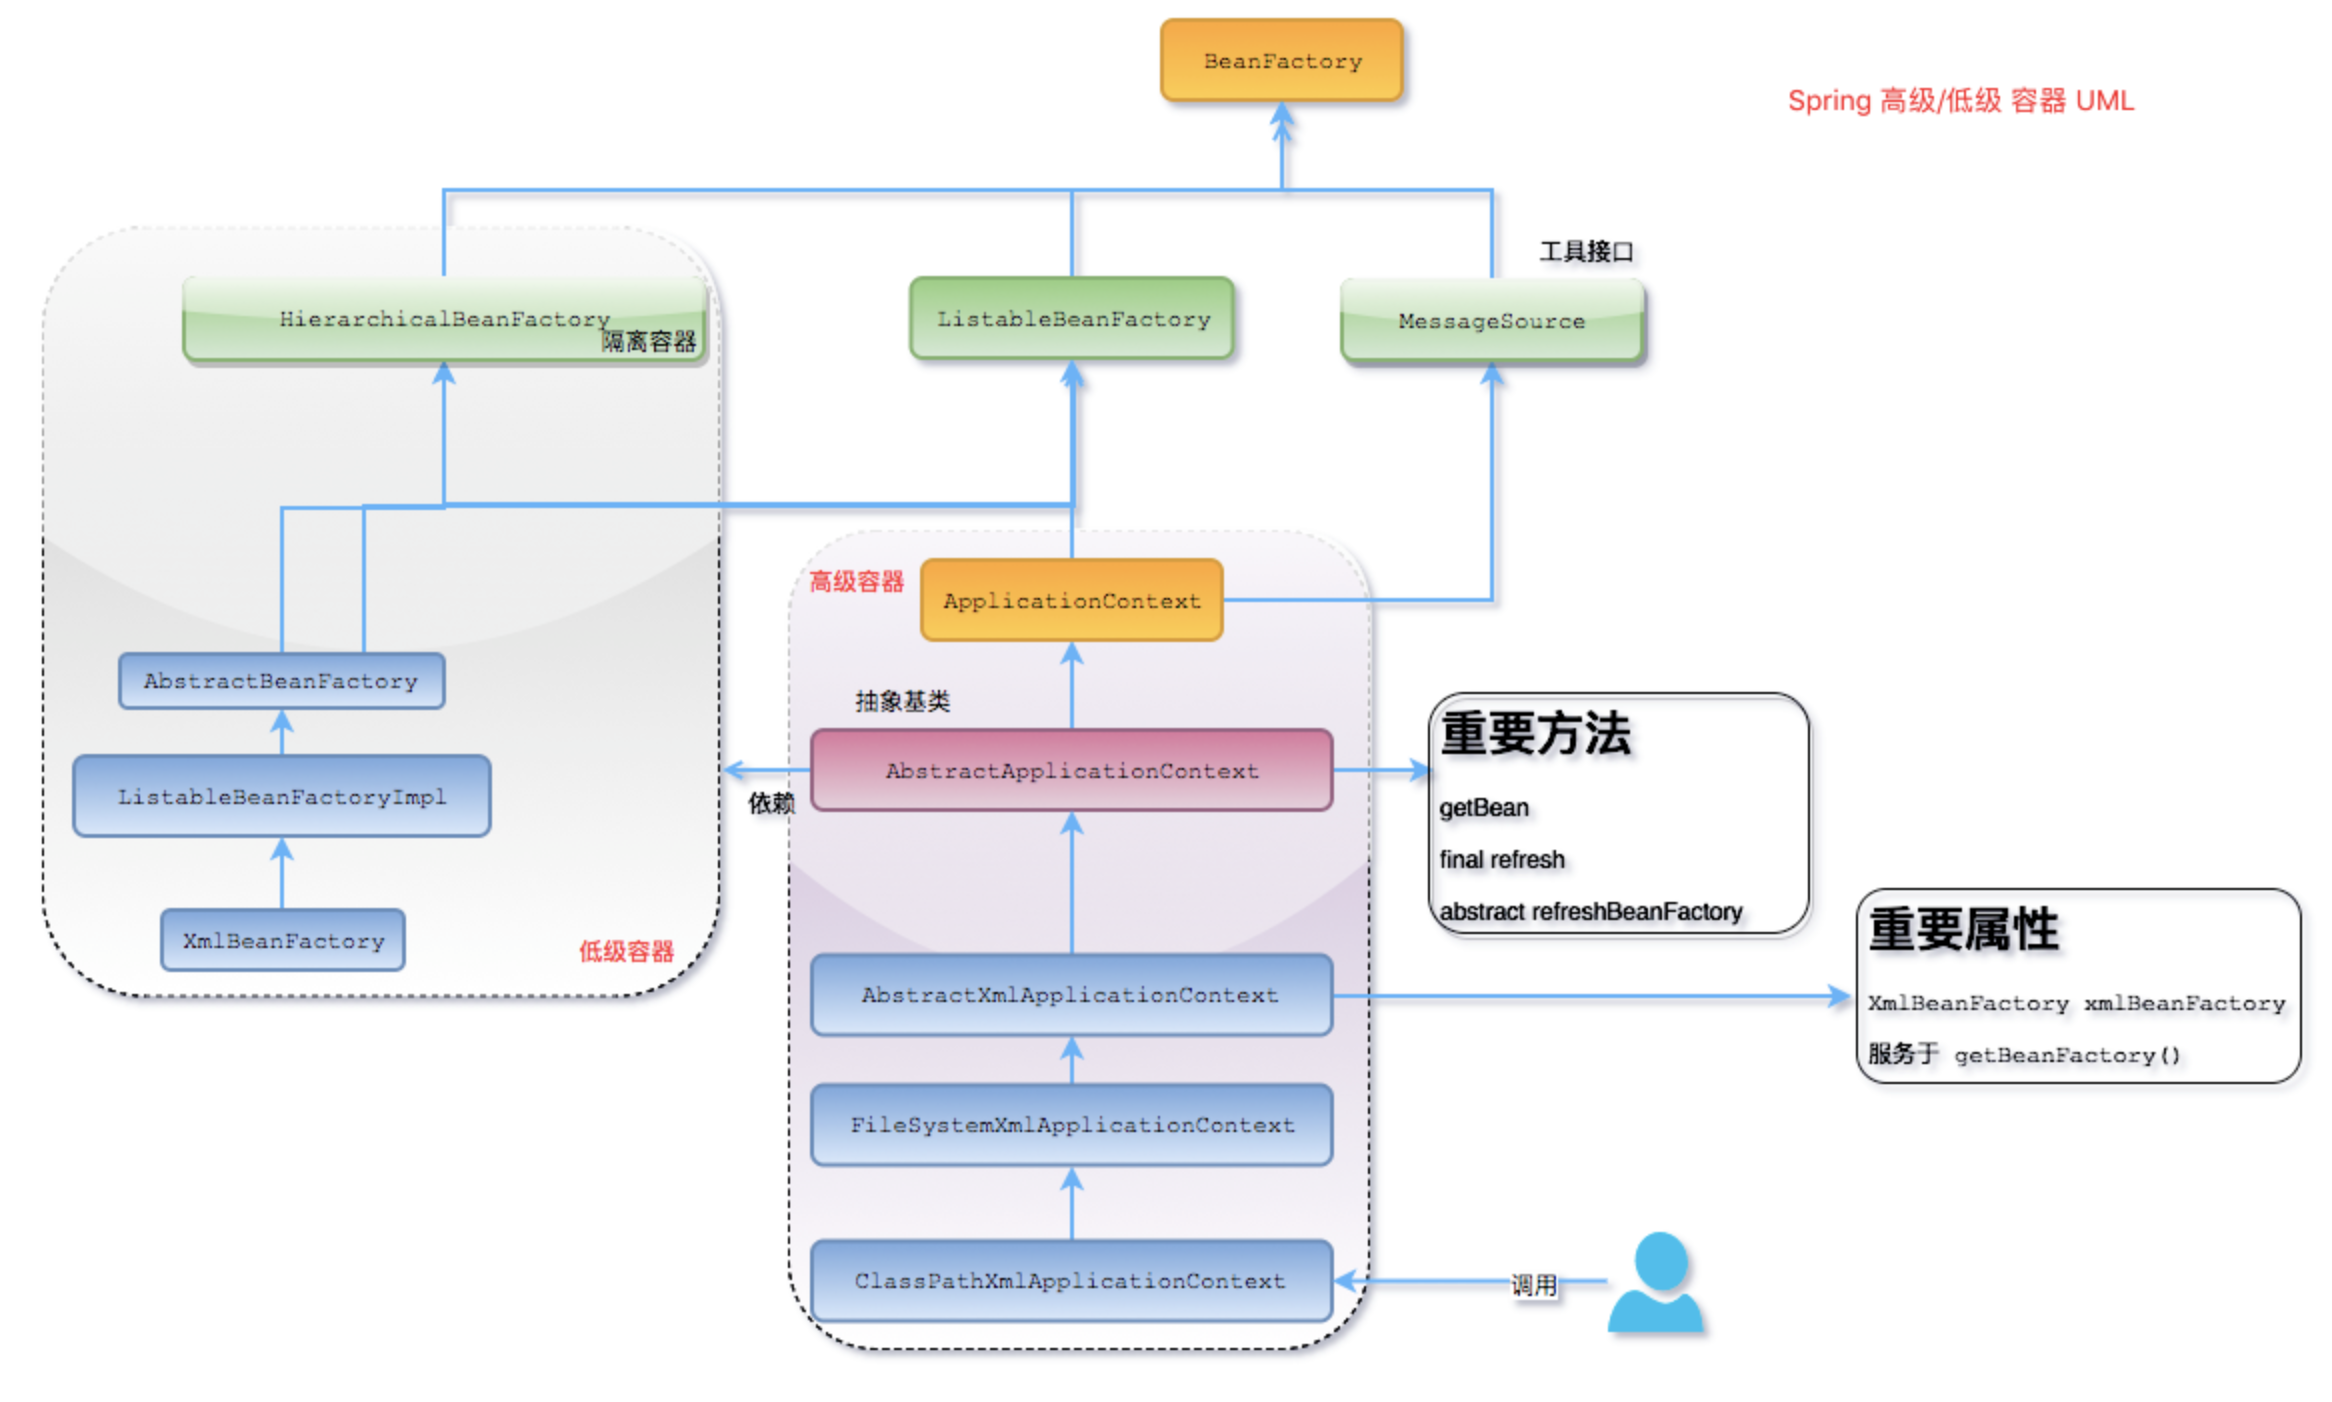 BeanFactory
Spring 高级/低级 容器 UML
工具接口
HierarchicalBeanFactory
隔离容器
ListableBeanFactory
MessageSource
高级容器
ApplicationContext
AbstractBeanFactory
抽象基类
ListableBeanFactoryImpl
AbstractApplicationContext
依赖
重要方法
getBean
final refresh
abstract refreshBeanFactory
XmlBeanFactory
低级容器
AbstractXmlApplicationContext
重要属性
XmlBeanFactory xmlBeanFactory
服务于 getBeanFactory()
FileSystemXmlApplicationContext
ClassPathXmlApplicationContext
调用